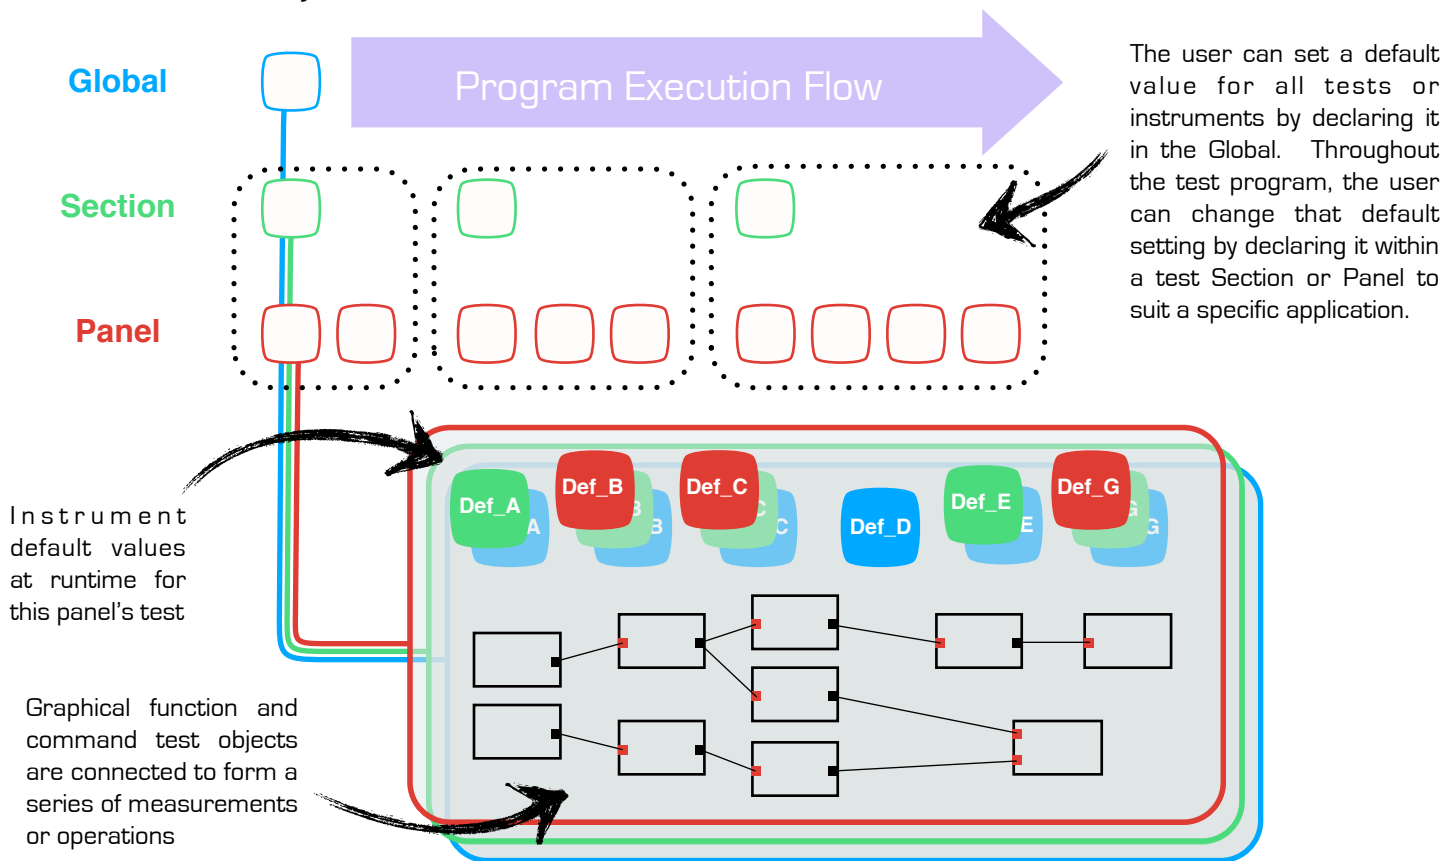 Global
Program Execution Flow
The user can set a default
value for all tests or
instruments by declaring it
in the Global. Throughout
the test program, the user
can change that default
setting by declaring it within
a test Section or Panel to
suit a specific application.
Section
Panel
Instrument
default values
at runtime for
this panel's test
Def_A
A
Def_B
B
B
Def_C
C
C
Def_D
Def_E
E
Def_G
G
G
Graphical function and
command test objects
are connected to form a
series of measurements
or operations